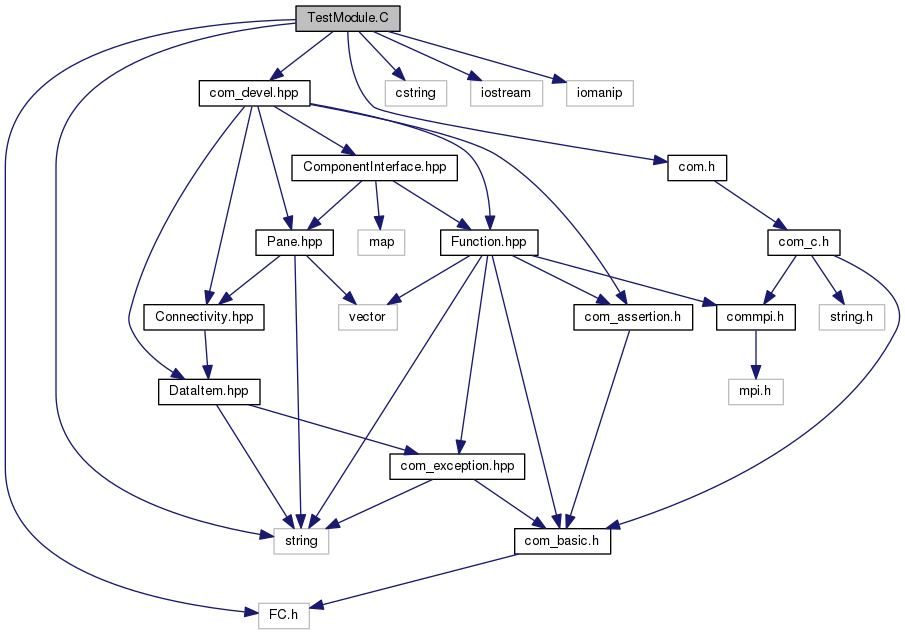 TestModule.C
com_devel.hpp
cstring
iostream
iomanip
ComponentInterface.hpp
com.h
Pane.hpp
map
Function.hpp
com_c.h
Connectivity.hpp
vector
com_assertion.h
commpi.h
string.h
DataItem.hpp
mpi.h
com_exception.hpp
string
com_basic.h
FC.h